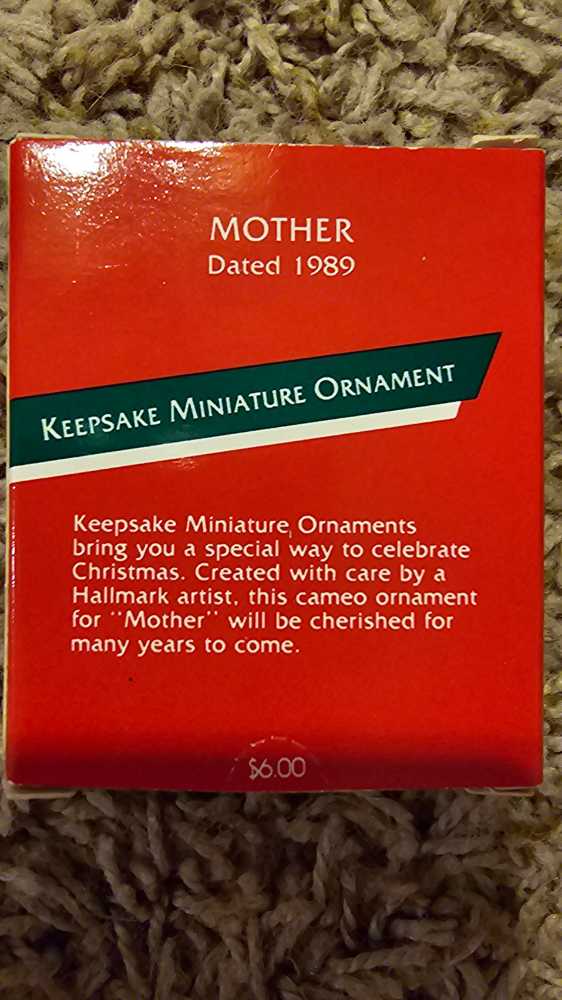 MOTHER
Dated 1989
KEEPSAKE MINIATURE ORNAMENT
Keepsake Miniature Ornaments
bring you a special way to celebrate
Christmas. Created with care by a
Hallmark artist, this cameo ornament
for "Mother" will be cherished for
many years to come.
$6.00